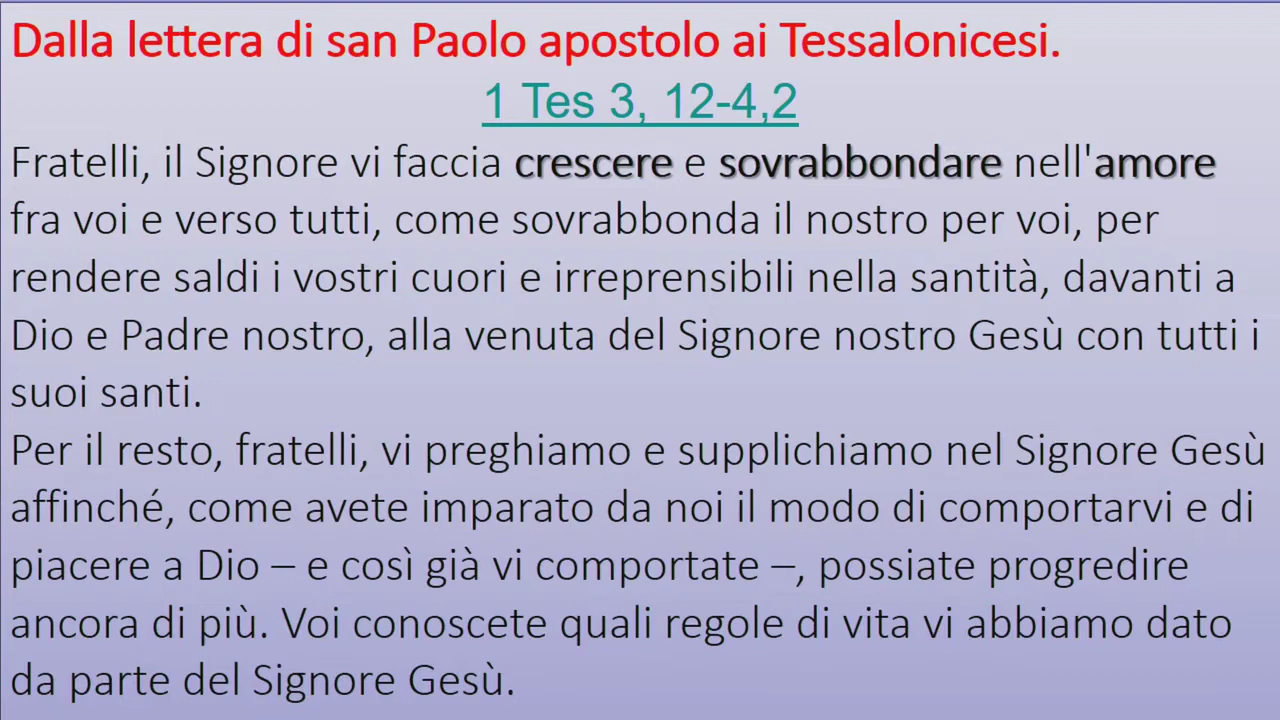 Dalla lettera di san Paolo apostolo ai Tessalonicesi.
1 Tes 3, 12-4,2
Fratelli, il Signore vi faccia crescere e sovrabbondare nell'amore
fra voi e verso tutti, come sovrabbonda il nostro per voi, per
rendere saldi i vostri cuori e irreprensibili nella santità, davanti a
Dio e Padre nostro, alla venuta del Signore nostro Gesù con tutti i
suoi santi.
Per il resto, fratelli, vi preghiamo e supplichiamo nel Signore Gesù
affinché, come avete imparato da noi il modo di comportarvi e di
piacere a Dio – e così già vi comportate –, possiate progredire
ancora di più. Voi conoscete quali regole di vita vi abbiamo dato
da parte del Signore Gesù.